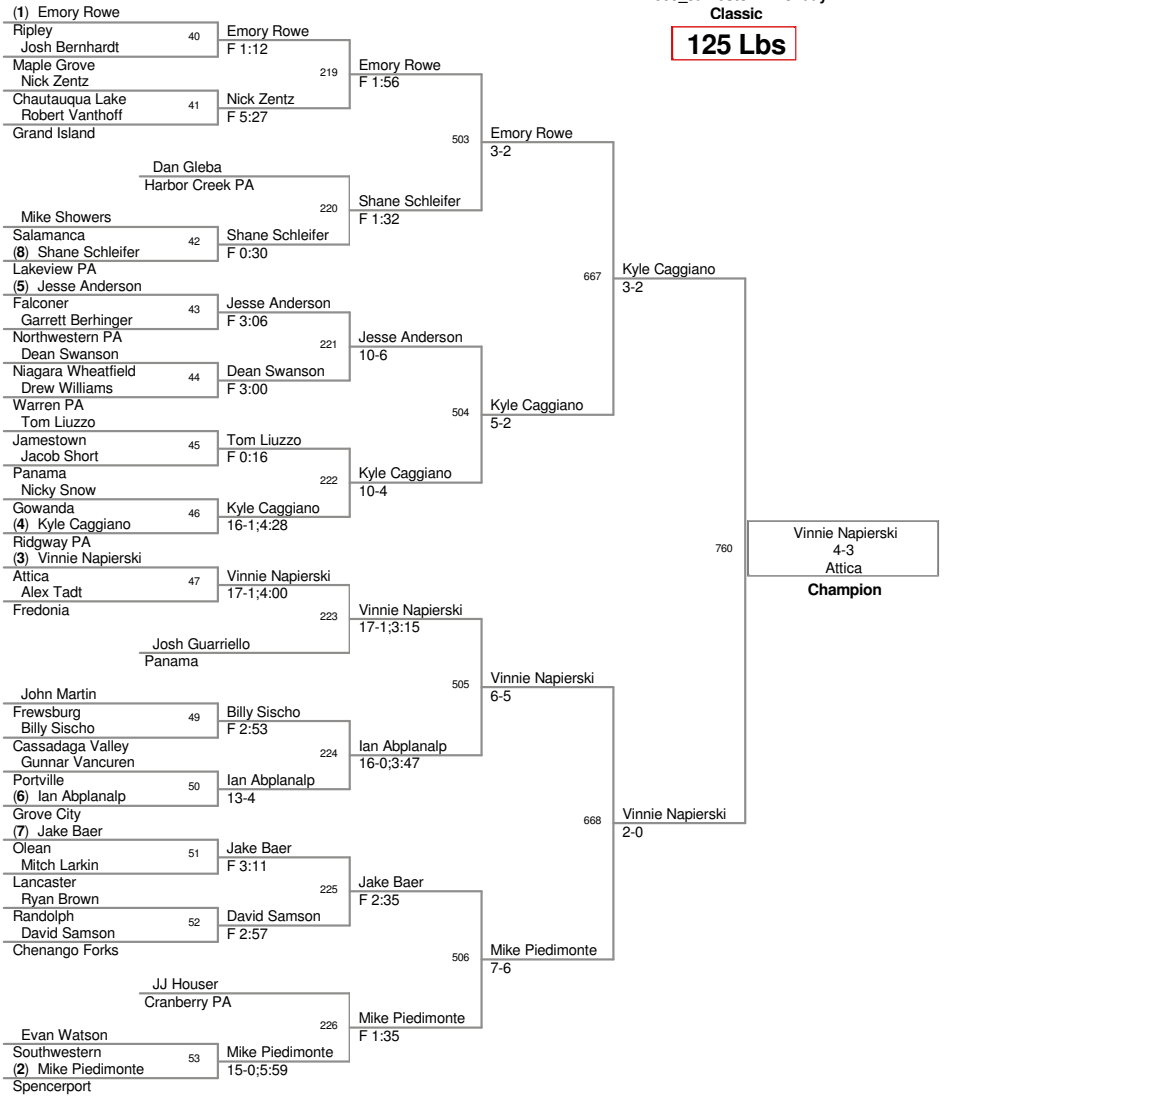 Classic
125 Lbs
(1) Emory Rowe
Ripley
40
Josh Bernhardt
Maple Grove
Emory Rowe
F 1:12
219
Nick Zentz
Chautauqua Lake
41
Robert Vanthoff
Grand Island
Nick Zentz
F 5:27
Emory Rowe
F 1:56
503
Dan Gleba
Harbor Creek PA
220
Mike Showers
Salamanca
42
(8) Shane Schleifer
Lakeview PA
Shane Schleifer
F 0:30
Shane Schleifer
F 1:32
Emory Rowe
3-2
667
(5) Jesse Anderson
Falconer
43
Garrett Berhinger
Northwestern PA
Jesse Anderson
F 3:06
221
Dean Swanson
Niagara Wheatfield
44
Drew Williams
Warren PA
Dean Swanson
F 3:00
Jesse Anderson
10-6
504
Tom Liuzzo
Jamestown
45
Jacob Short
Panama
Tom Liuzzo
F 0:16
222
Nicky Snow
Gowanda
46
(4) Kyle Caggiano
Ridgway PA
Kyle Caggiano
16-1;4:28
Kyle Caggiano
10-4
Kyle Caggiano
5-2
Kyle Caggiano
3-2
760
Vinnie Napierski
4-3
Attica
Champion
(3) Vinnie Napierski
Attica
47
Alex Tadt
Fredonia
Vinnie Napierski
17-1;4:00
223
Josh Guarriello
Panama
Vinnie Napierski
17-1;3:15
505
John Martin
Frewsburg
49
Billy Sischo
Cassadaga Valley
Billy Sischo
F 2:53
224
Gunnar Vancuren
Portville
50
(6) Ian Abplanalp
Grove City
Ian Abplanalp
13-4
Ian Abplanalp
16-0;3:47
Vinnie Napierski
6-5
668
Vinnie Napierski
2-0
(7) Jake Baer
Olean
51
Mitch Larkin
Lancaster
Jake Baer
F 3:11
225
Ryan Brown
Randolph
52
David Samson
Chenango Forks
David Samson
F 2:57
Jake Baer
F 2:35
506
JJ Houser
Cranberry PA
226
Evan Watson
Southwestern
53
(2) Mike Piedimonte
Spencerport
Mike Piedimonte
15-0;5:59
Mike Piedimonte
F 1:35
Mike Piedimonte
7-6